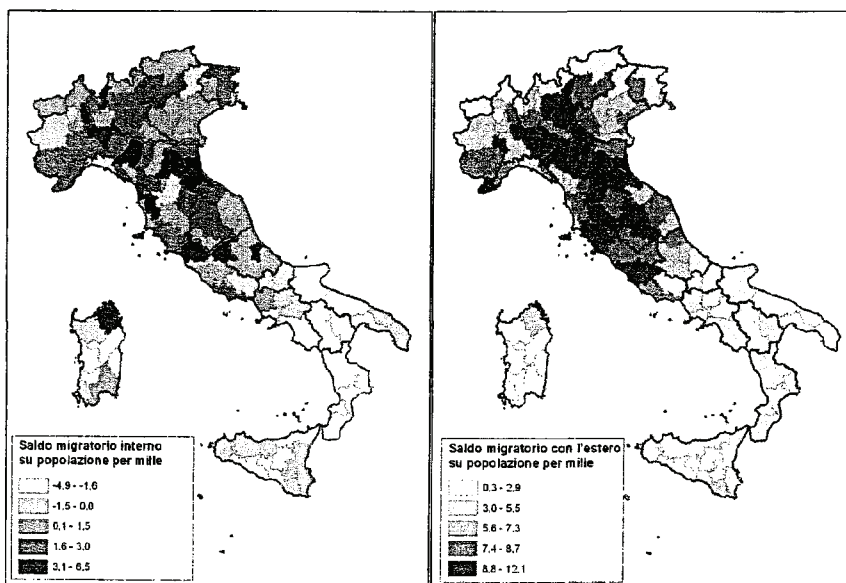 Saldo migratorio interno
su popolazione per mille
-4,9 - -1,6
-1,5 - 0,0
0,1 - 1,5
1,6 - 3,0
3,1 - 6,5
Saldo migratorio con l'estero
su popolazione per mille
0,3 - 2,9
3,0 - 5,5
5,6 - 7,3
7,4 - 8,7
8,8 - 12,1